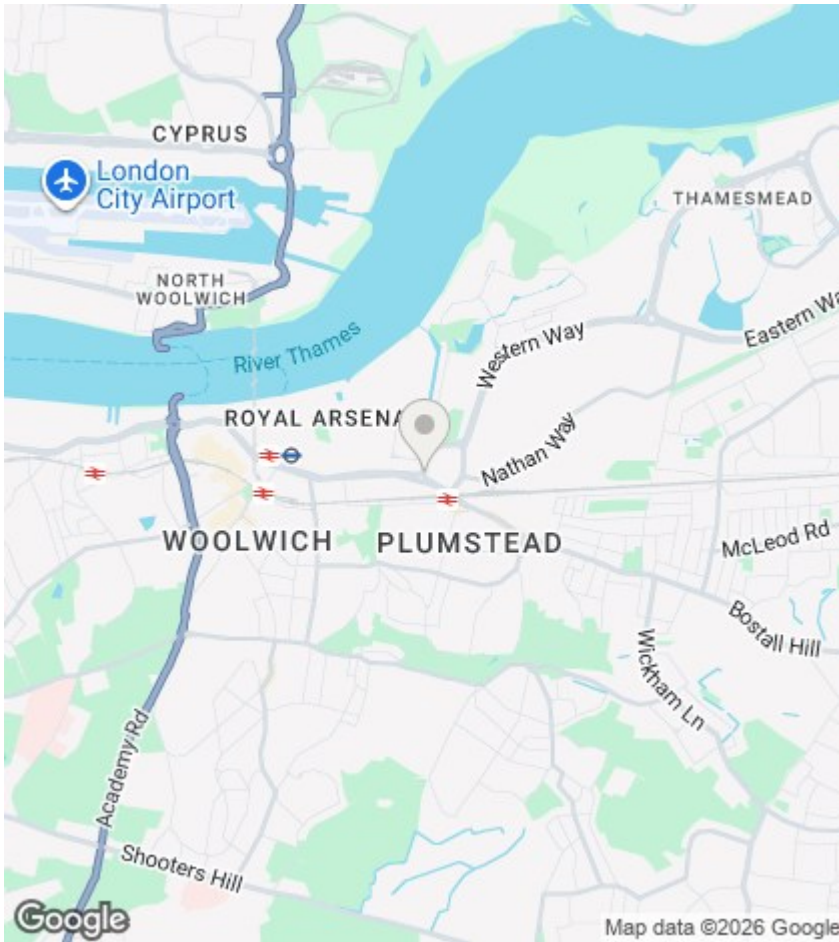 CYPRUS
London
City Airport
THAMESMEAD
NORTH
WOOLWICH
River Thames
Western Way
Eastern Wa
ROYAL ARSENA
Nathan Way
WOOLWICH
PLUMSTEAD
McLeod Rd
Bostall Hill
Wickham Ln
Academy Rd
Shooters Hill
Google
Map data ©2026 Google